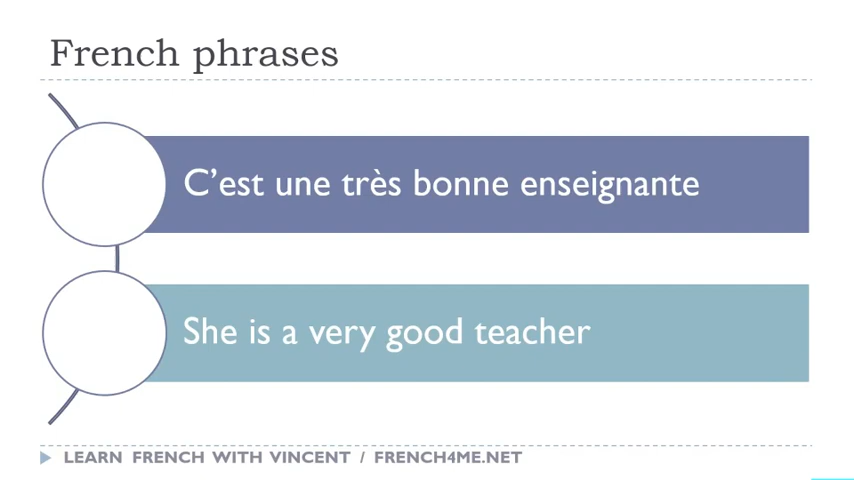 French phrases
C’est une très bonne enseignante
She is a very good teacher
LEARN FRENCH WITH VINCENT / FRENCH4ME.NET